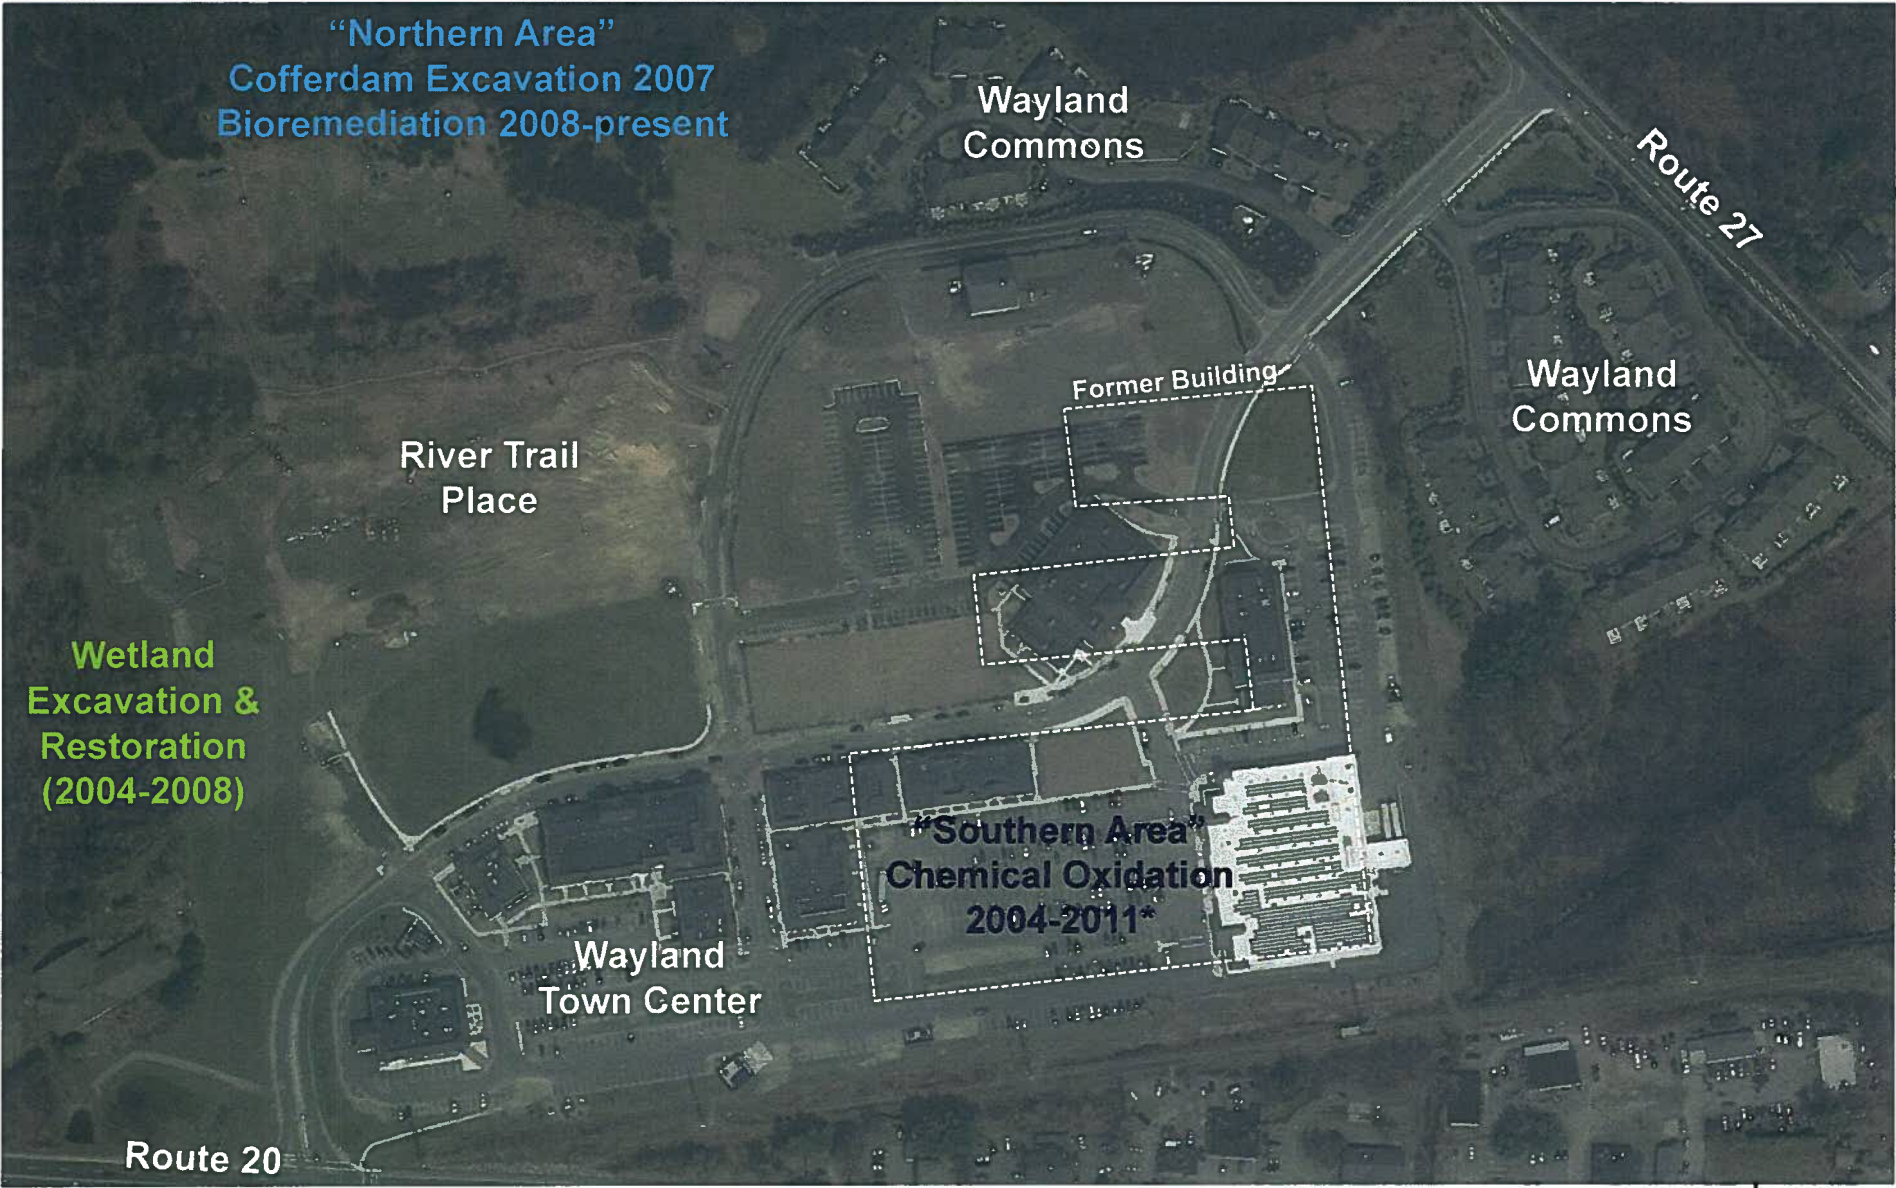 “Northern Area”
Cofferdam Excavation 2007
Bioremediation 2008-present
Wayland
Commons
Route 27
Former Building
Wayland
Commons
River Trail
Place
Wetland
Excavation &
Restoration
(2004-2008)
“Southern Area”
Chemical Oxidation
2004-2011*
Wayland
Town Center
Route 20